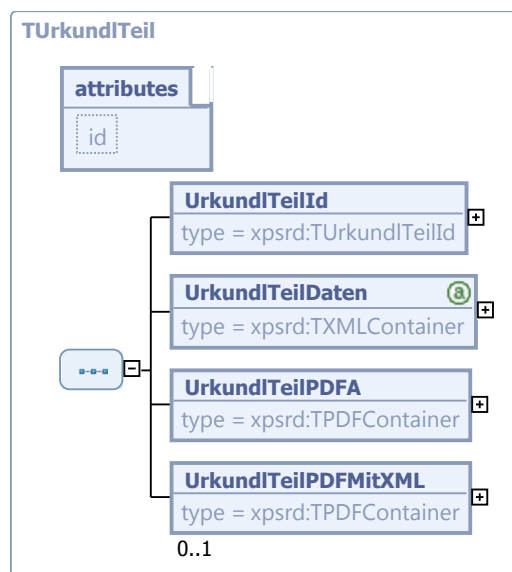 TUrkundlTeil
attributes
id
UrkundlTeilId
type = xpsrd:TUrkundlTeilId
UrkundlTeilDaten
a
type = xpsrd:TXMLContainer
UrkundlTeilPDFA
type = xpsrd:TPDFContainer
UrkundlTeilPDFMitXML
type = xpsrd:TPDFContainer
0..1